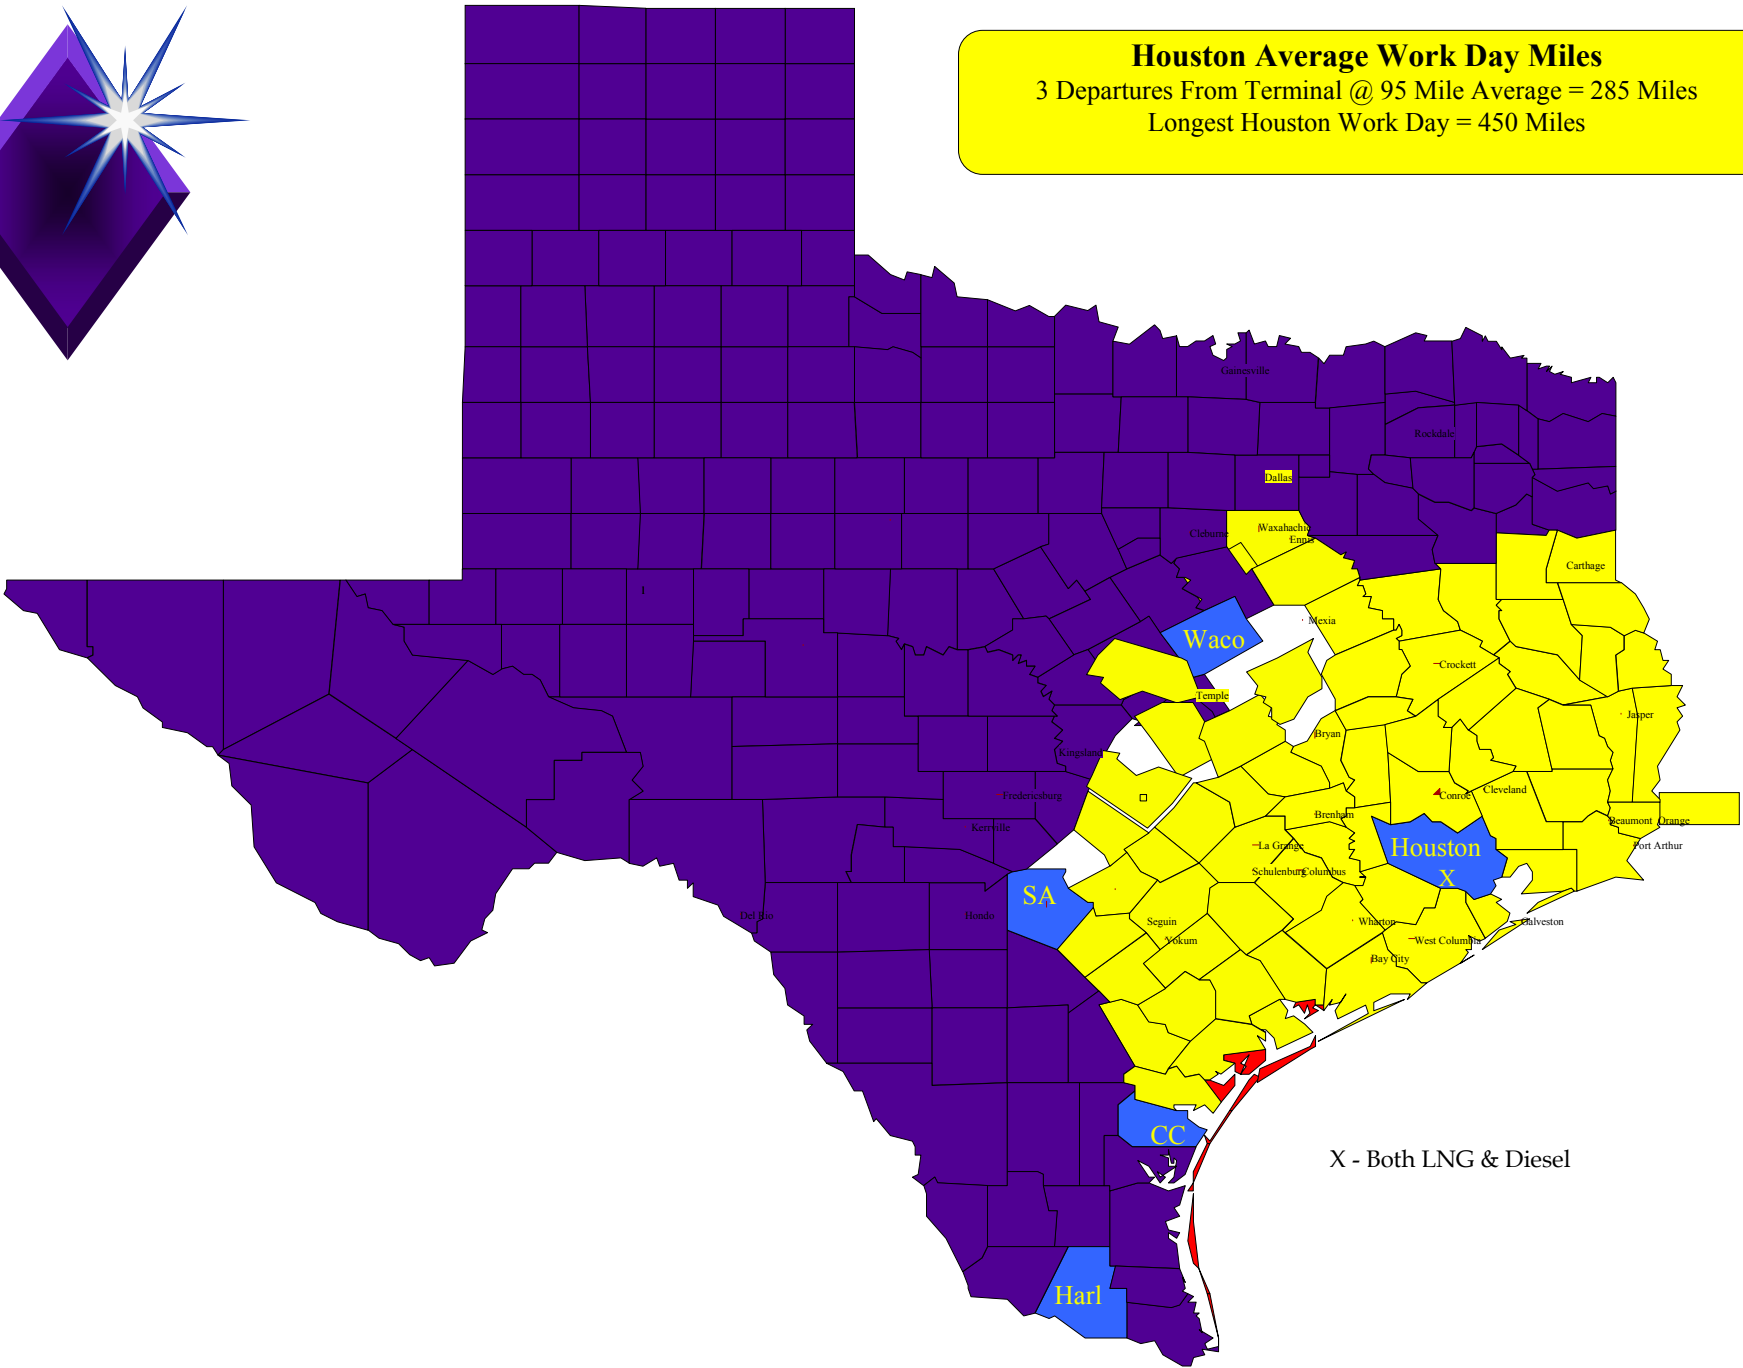 Houston Average Work Day Miles
3 Departures From Terminal @ 95 Mile Average = 285 Miles
Longest Houston Work Day = 450 Miles
Gainesville
Rockdale
Dallas
Waxahachie
Cleburne
Ennis
Carthage
Mexia
Waco
Crockett
Temple
Jasper
Bryan
Kingsland
Fredericsburg
Conroe
Cleveland
Brenham
Beaumont
Orange
Kerrville
La Grange
Houston
Port Arthur
Schulenburg
Columbus
X
SA
Del Rio
Hondo
Seguin
Wharton
Galveston
Yokum
West Columbia
Bay City
CC
X - Both LNG & Diesel
Harl